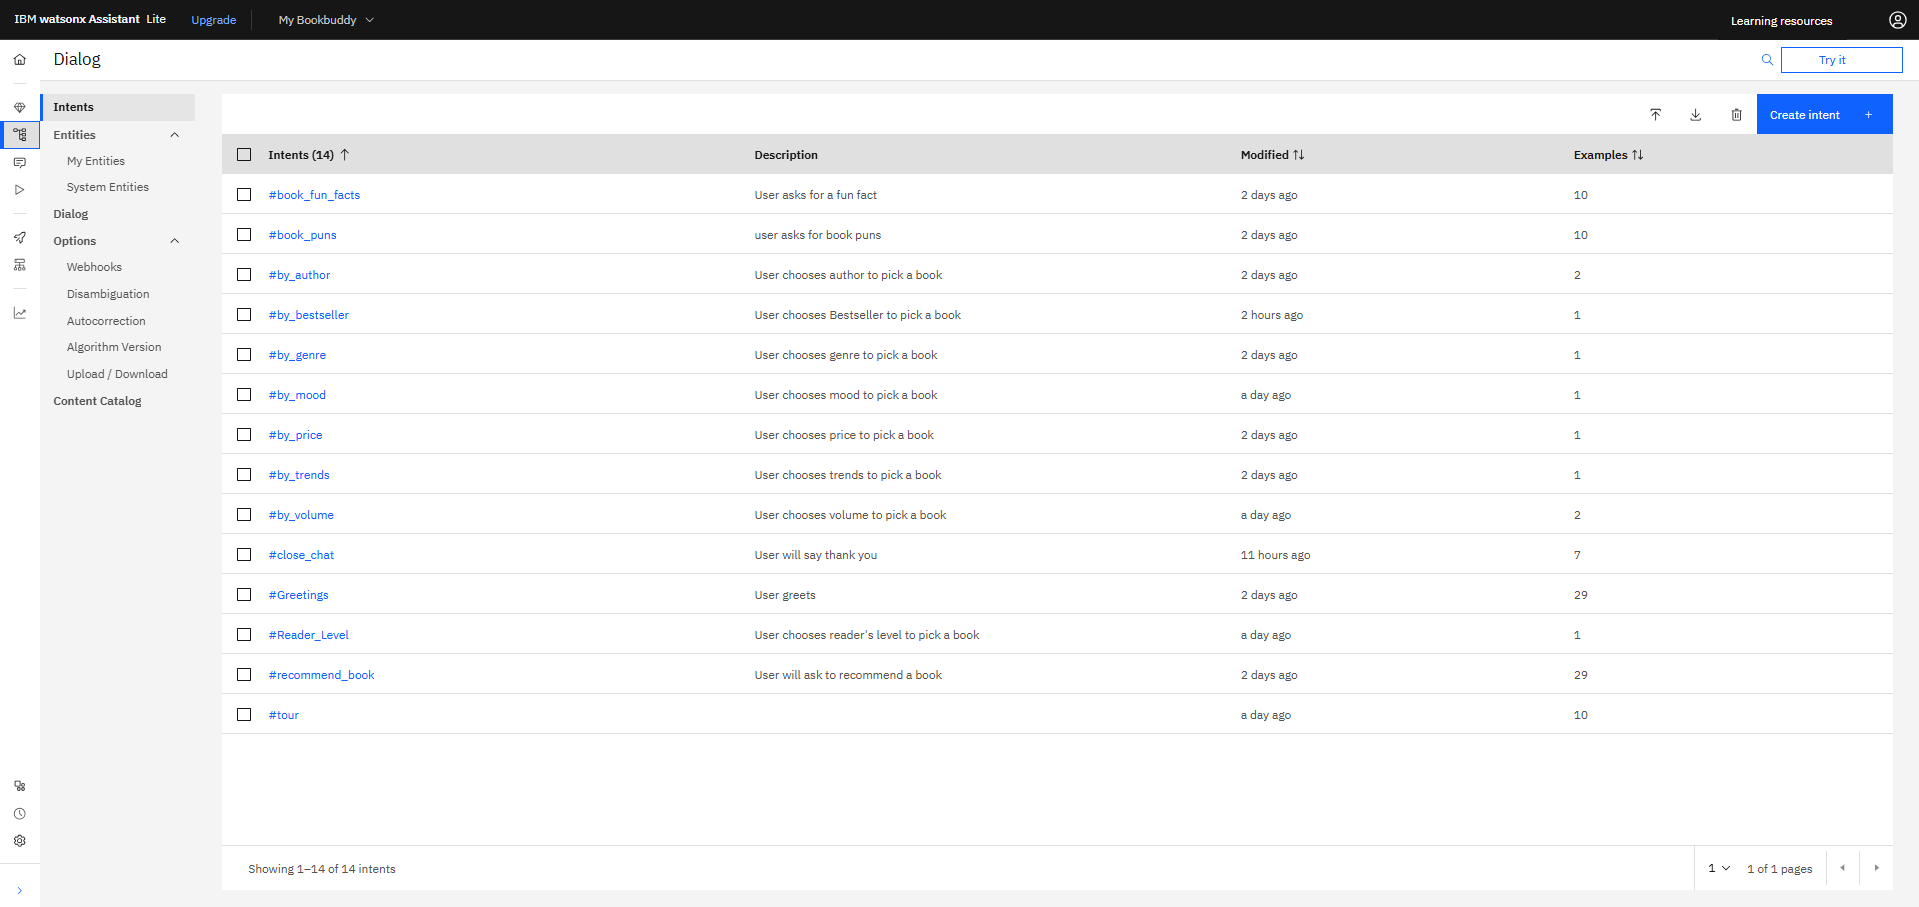 IBM watsonx Assistant Lite Upgrade My Bookbuddy Learning resources
Dialog Try it
Intents
Entities
My Entities
System Entities
Dialog
Options
Webhooks
Disambiguation
Autocorrection
Algorithm Version
Upload / Download
Content Catalog
Create intent +
Intents (14) Description Modified Examples
#book_fun_facts User asks for a fun fact 2 days ago 10
#book_puns user asks for book puns 2 days ago 10
#by_author User chooses author to pick a book 2 days ago 2
#by_bestseller User chooses Bestseller to pick a book 2 hours ago 1
#by_genre User chooses genre to pick a book 2 days ago 1
#by_mood User chooses mood to pick a book a day ago 1
#by_price User chooses price to pick a book 2 days ago 1
#by_trends User chooses trends to pick a book 2 days ago 1
#by_volume User chooses volume to pick a book a day ago 2
#close_chat User will say thank you 11 hours ago 7
#Greetings User greets 2 days ago 29
#Reader_Level User chooses reader's level to pick a book a day ago 1
#recommend_book User will ask to recommend a book 2 days ago 29
#tour a day ago 10
Showing 1–14 of 14 intents 1 1 of 1 pages